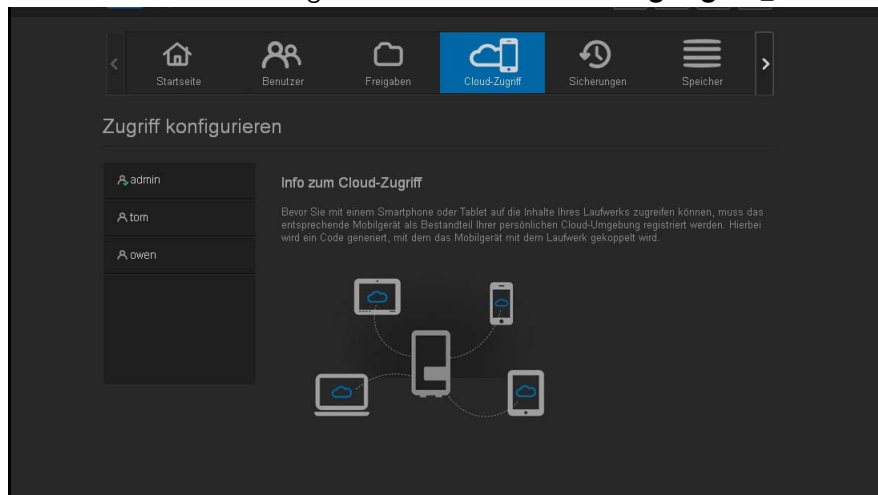 Startseite
Benutzer
Freigaben
Cloud-Zugriff
Sicherungen
Speicher
Zugriff konfigurieren
admin
tom
owen
Info zum Cloud-Zugriff
Bevor Sie mit einem Smartphone oder Tablet auf die Inhalte Ihres Laufwerks zugreifen können, muss das
entsprechende Mobilgerät als Bestandteil Ihrer persönlichen Cloud-Umgebung registriert werden. Hierbei
wird ein Code generiert, mit dem das Mobilgerät mit dem Laufwerk gekoppelt wird.